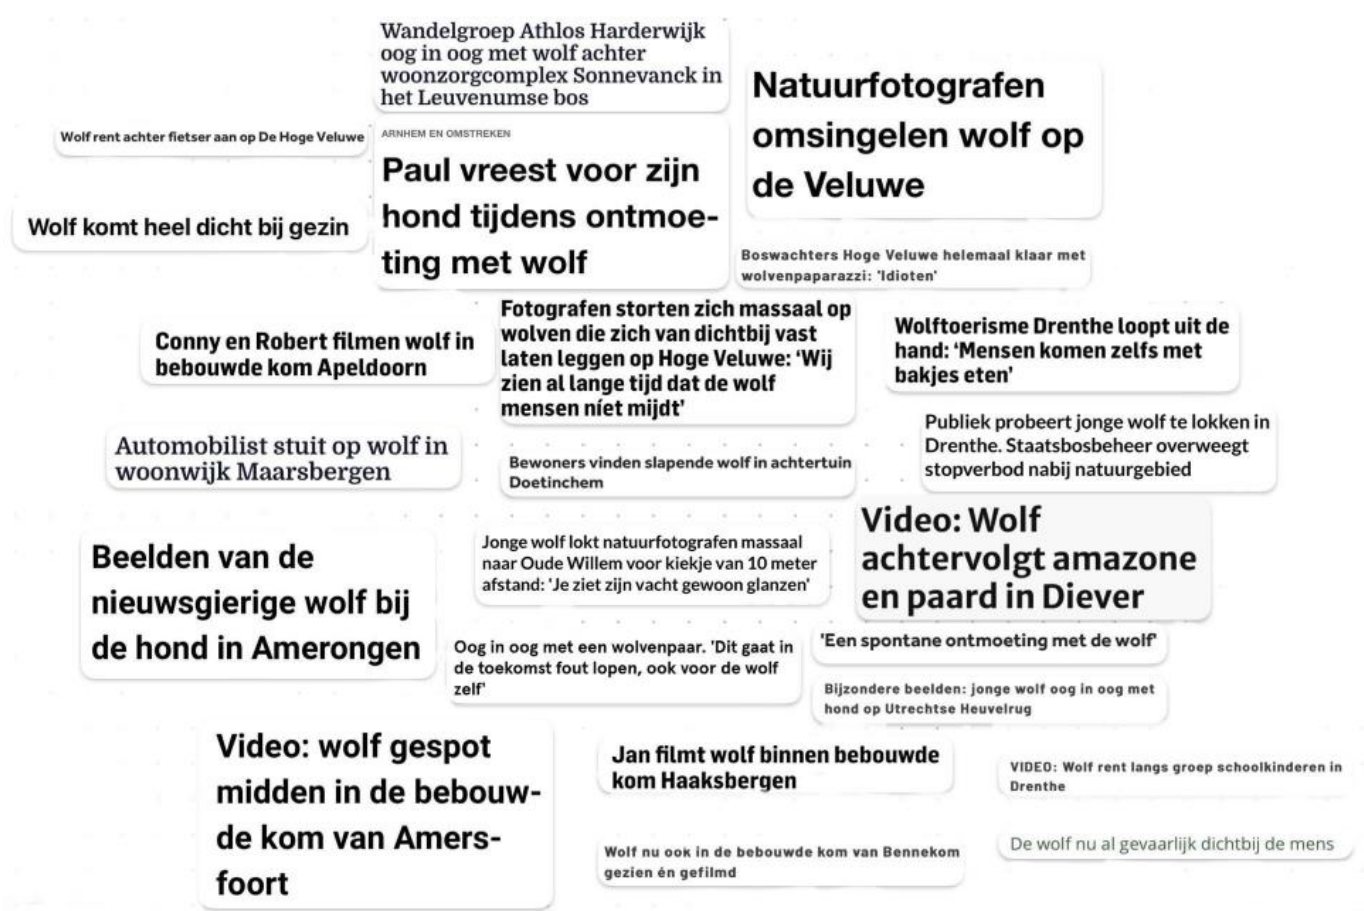 Wandelgroep Athlos Harderwijk
oog in oog met wolf achter
woonzorgcomplex Sonnevanck in
het Leuvenumse bos
Natuurfotografen
omsingelen wolf op
de Veluwe
Wolf rent achter fietser aan op De Hoge Veluwe
ARNHEM EN OMSTREKEN
Paul vreest voor zijn
hond tijdens ontmoe-
ting met wolf
Wolf komt heel dicht bij gezin
Boswachters Hoge Veluwe helemaal klaar met
wolvenpaparazzi: 'Idioten'
Conny en Robert filmen wolf in
bebouwde kom Apeldoorn
Fotografen storten zich massaal op
wolven die zich van dichtbij vast
laten leggen op Hoge Veluwe: ‘Wij
zien al lange tijd dat de wolf
mensen níet mijdt’
Wolftoerisme Drenthe loopt uit de
hand: ‘Mensen komen zelfs met
bakjes eten’
Automobilist stuit op wolf in
woonwijk Maarsbergen
Bewoners vinden slapende wolf in achtertuin
Doetinchem
Publiek probeert jonge wolf te lokken in
Drenthe. Staatsbosbeheer overweegt
stopverbod nabij natuurgebied
Beelden van de
nieuwsgierige wolf bij
de hond in Amerongen
Jonge wolf lokt natuurfotografen massaal
naar Oude Willem voor kiekje van 10 meter
afstand: 'Je ziet zijn vacht gewoon glanzen'
Video: Wolf
achtervolgt amazone
en paard in Diever
Oog in oog met een wolvenpaar. 'Dit gaat in
de toekomst fout lopen, ook voor de wolf
zelf'
'Een spontane ontmoeting met de wolf'
Bijzondere beelden: jonge wolf oog in oog met
hond op Utrechtse Heuvelrug
Video: wolf gespot
midden in de bebouw-
de kom van Amers-
foort
Jan filmt wolf binnen bebouwde
kom Haaksbergen
VIDEO: Wolf rent langs groep schoolkinderen in
Drenthe
Wolf nu ook in de bebouwde kom van Bennekom
gezien én gefilmd
De wolf nu al gevaarlijk dichtbij de mens